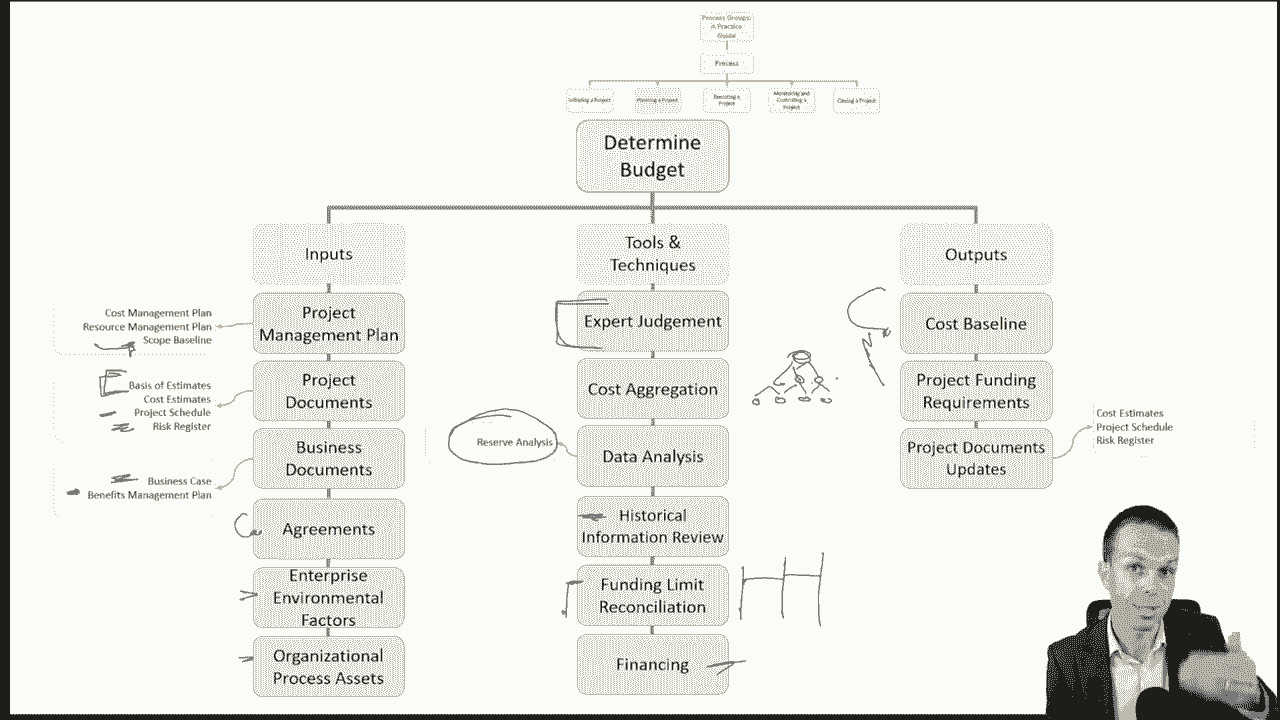 Process Groups:
A Practice
Guide
Process
Initiating a Project
Planning a Project
Executing a
Project
Monitoring and
Controlling a
Project
Closing a Project
Determine
Budget
Inputs
Project
Management Plan
Cost Management Plan
Resource Management Plan
Scope Baseline
Project
Documents
Basis of Estimates
Cost Estimates
Project Schedule
Risk Register
Business
Documents
Business Case
Benefits Management Plan
Agreements
Enterprise
Environmental
Factors
Organizational
Process Assets
Tools &
Techniques
Expert Judgement
Cost Aggregation
Data Analysis
Reserve Analysis
Historical
Information Review
Funding Limit
Reconciliation
Financing
Outputs
Cost Baseline
Project Funding
Requirements
Project Documents
Updates
Cost Estimates
Project Schedule
Risk Register